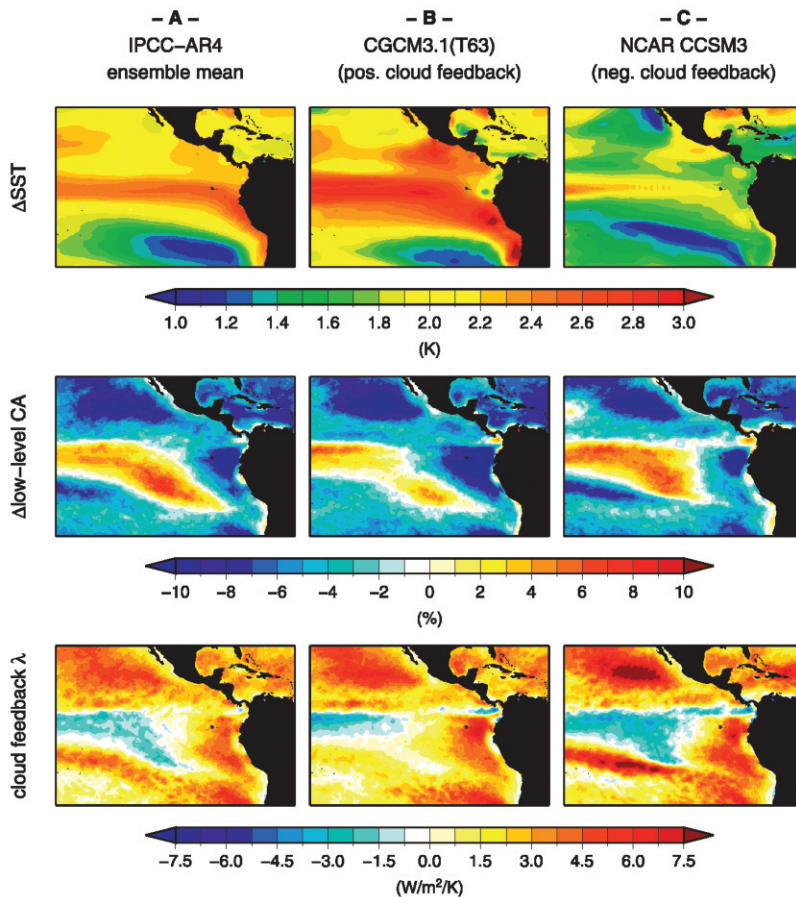 – A –
IPCC–AR4
ensemble mean
– B –
CGCM3.1(T63)
(pos. cloud feedback)
– C –
NCAR CCSM3
(neg. cloud feedback)
ΔSST
1.0 1.2 1.4 1.6 1.8 2.0 2.2 2.4 2.6 2.8 3.0
(K)
Δlow–level CA
–10 –8 –6 –4 –2 0 2 4 6 8 10
(%)
cloud feedback λ
–7.5 –6.0 –4.5 –3.0 –1.5 0.0 1.5 3.0 4.5 6.0 7.5
(W/m²/K)